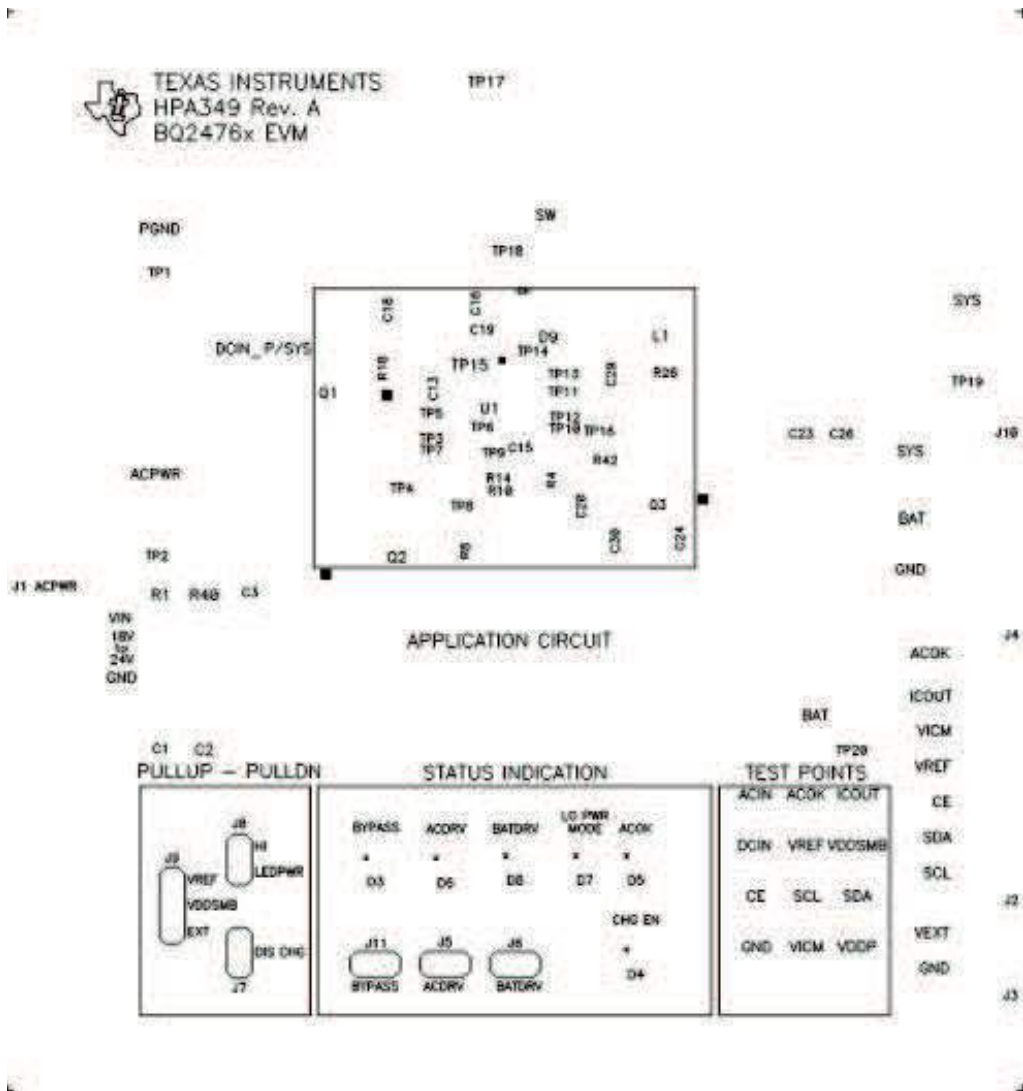 TEXAS INSTRUMENTS
HPA349 Rev. A
BQ2476x EVM
TP17
SW
PGND
TP18
TP1
C18
C16
SYS
C19
D9
L1
DCIN_P/SYS
TP14
R18
TP15
TP13
C29
R26
TP19
Q1
C13
TP11
TP5
U1
TP12
TP6
TP10
TP16
C23
C26
J10
TP3
TP7
TP9
C15
SYS
R42
ACPWR
R14
R4
TP4
R10
TP8
C28
Q3
BAT
C30
C24
TP2
Q2
R6
GND
J1 ACPWR
R1
R40
C3
VIN
18V
to
24V
GND
APPLICATION CIRCUIT
J4
ACOK
ICOUT
BAT
VICM
C1
C2
TP20
VREF
PULLUP - PULLDN
STATUS INDICATION
TEST POINTS
ACIN ACOK ICOUT
CE
J8
HI
LEDPWR
BYPASS
ACDRV
BATDRV
LO PWR
MODE
ACOK
DCIN VREF VDDSMB
SDA
J9
VREF
VDDSMB
EXT
D3
D6
D8
D7
D5
SCL
CE SCL SDA
J2
CHG EN
VEXT
DIS CHG
J7
J11
J5
J6
GND VICM VDDP
GND
D4
BYPASS
ACDRV
BATDRV
J3